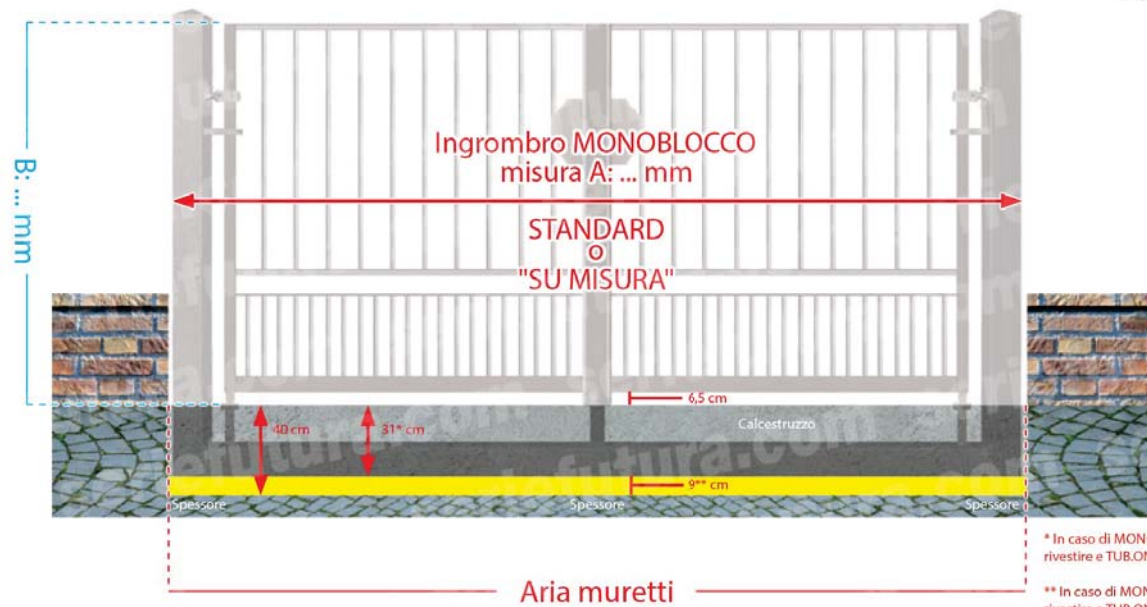 B: ... mm
Ingrombro MONOBLOCCO
misura A: ... mm
STANDARD
O
"SU MISURA"
6,5 cm
40 cm
31* cm
Calcestruzzo
9** cm
Spessore
Spessore
Spessore
* In caso di MON
rivestire e TUB.ON
Aria muretti
** In caso di MON